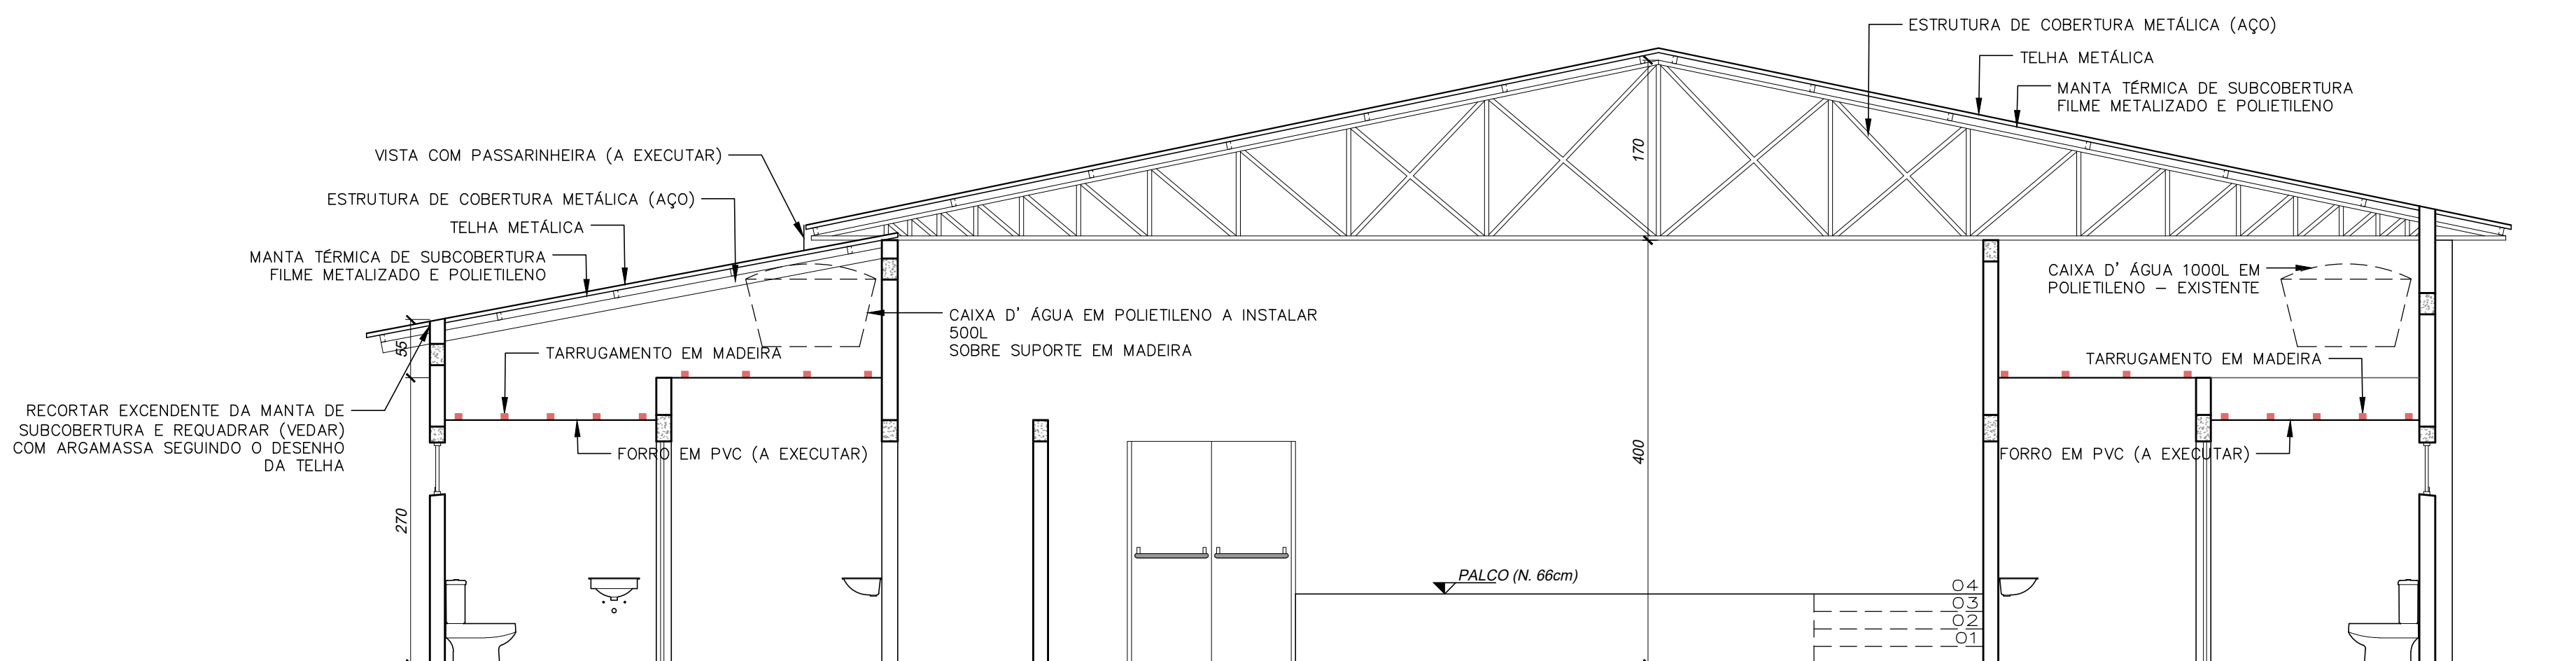 ESTRUTURA DE COBERTURA METÁLICA (AÇO)
TELHA METÁLICA
MANTA TÉRMICA DE SUBCOBERTURA
FILME METALIZADO E POLIETILENO
170
VISTA COM PASSARINHEIRA (A EXECUTAR)
ESTRUTURA DE COBERTURA METÁLICA (AÇO)
TELHA METÁLICA
MANTA TÉRMICA DE SUBCOBERTURA
FILME METALIZADO E POLIETILENO
CAIXA D' ÁGUA 1000L EM
POLIETILENO – EXISTENTE
CAIXA D' ÁGUA EM POLIETILENO A INSTALAR
500L
SOBRE SUPORTE EM MADEIRA
55
TARRUGAMENTO EM MADEIRA
TARRUGAMENTO EM MADEIRA
RECORTAR EXCENDENTE DA MANTA DE
SUBCOBERTURA E REQUADRAR (VEDAR)
COM ARGAMASSA SEGUINDO O DESENHO
DA TELHA
FORRO EM PVC (A EXECUTAR)
400
FORRO EM PVC (A EXECUTAR)
270
PALCO (N. 66cm)
04
03
02
01